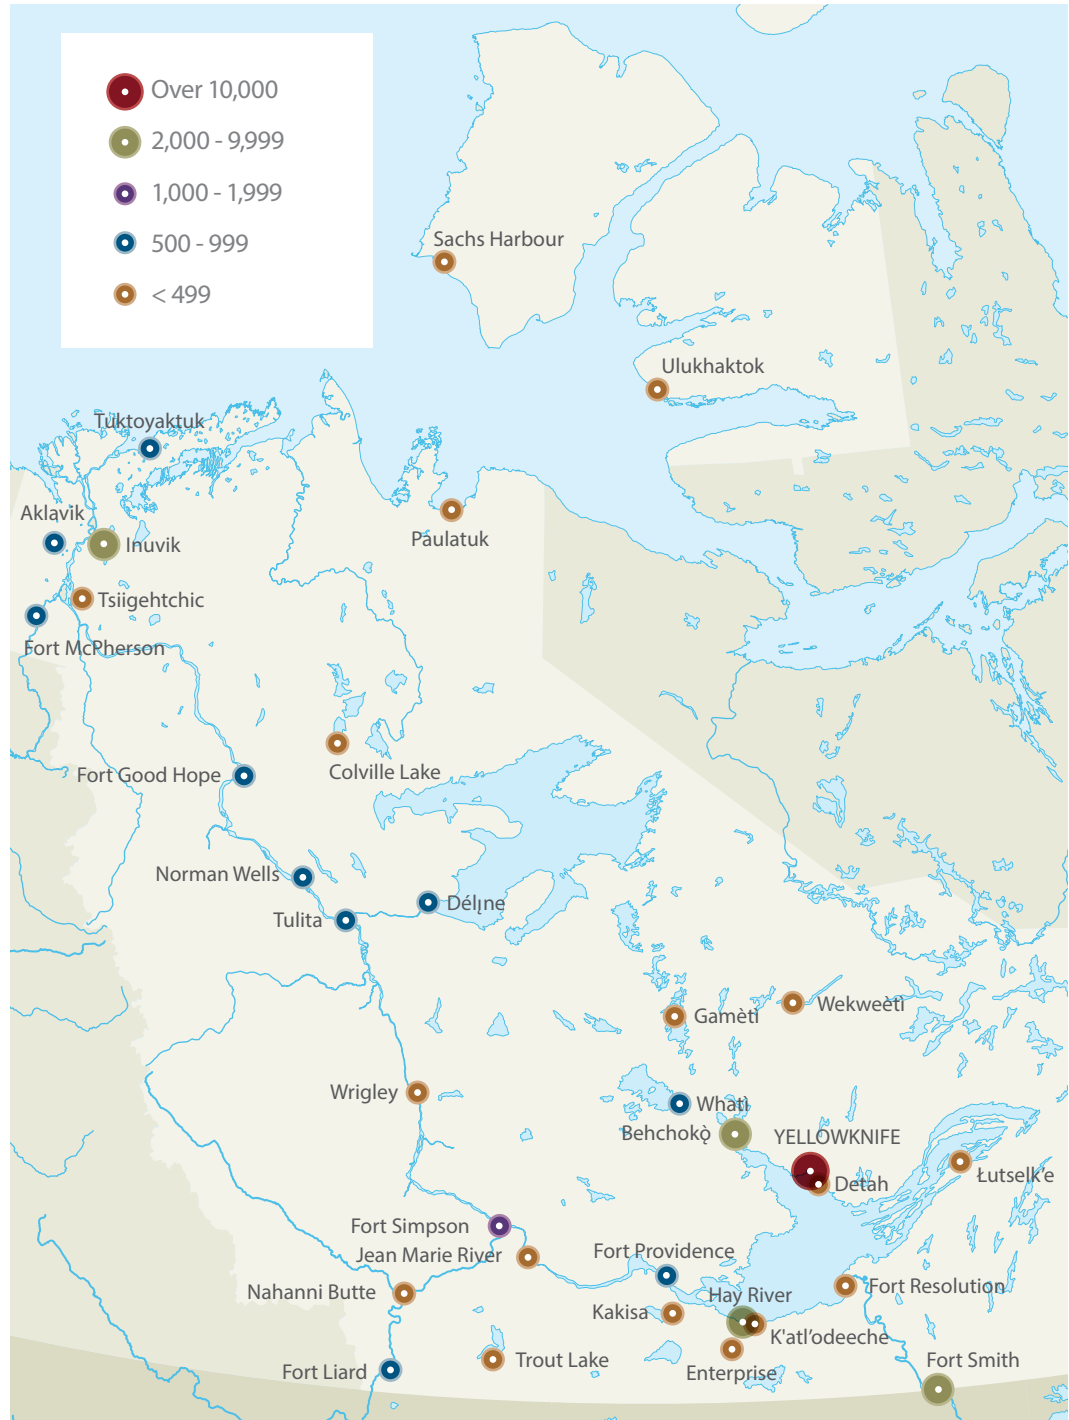 Over 10,000
2,000 - 9,999
1,000 - 1,999
500 - 999
< 499
Sachs Harbour
Ulukhaktok
Tuktoyaktuk
Aklavik
Inuvik
Paulatuk
Tsiigehtchic
Fort McPherson
Colville Lake
Fort Good Hope
Norman Wells
Délı̨ne
Tulita
Gamètì
Wekweètì
Wrigley
Whatì
Behchokǫ̀
YELLOWKNIFE
Łutselk'e
Detah
Fort Simpson
Jean Marie River
Fort Providence
Nahanni Butte
Hay River
Fort Resolution
Kakisa
K'atl'odeeche
Trout Lake
Enterprise
Fort Smith
Fort Liard